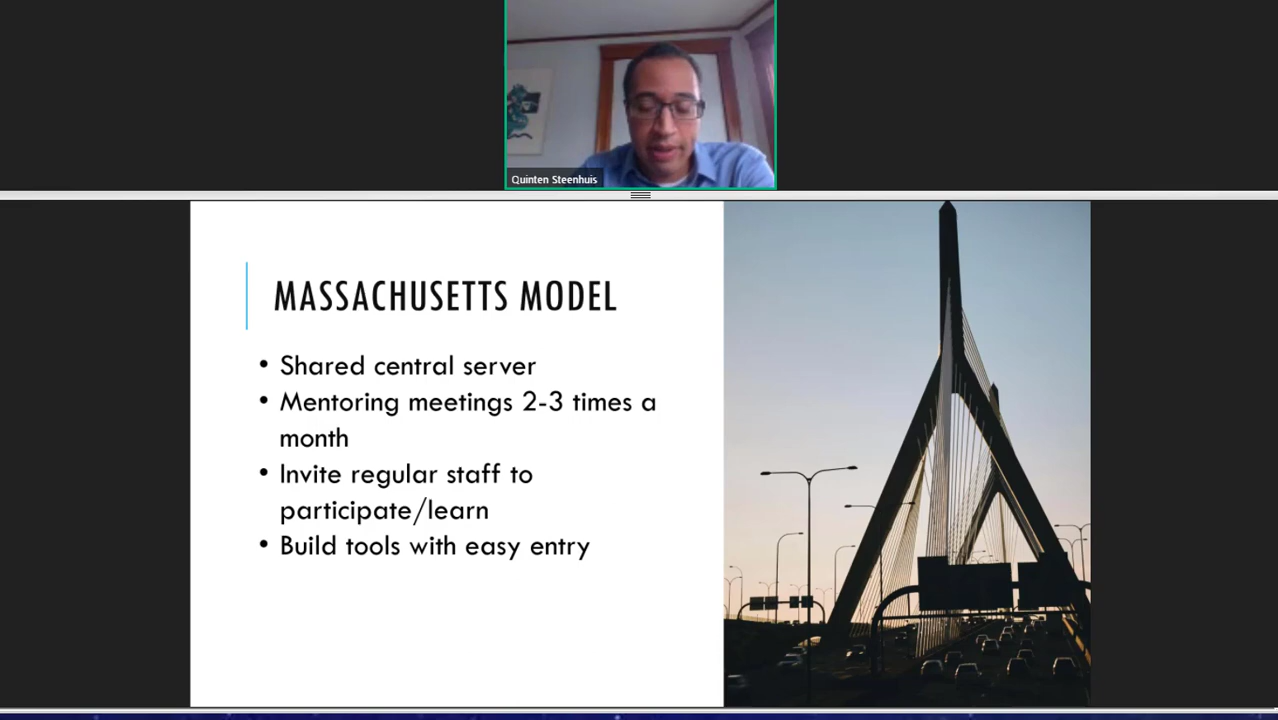 Quinten Steenhuis
MASSACHUSETTS MODEL
• Shared central server
• Mentoring meetings 2-3 times a
month
• Invite regular staff to
participate/learn
• Build tools with easy entry